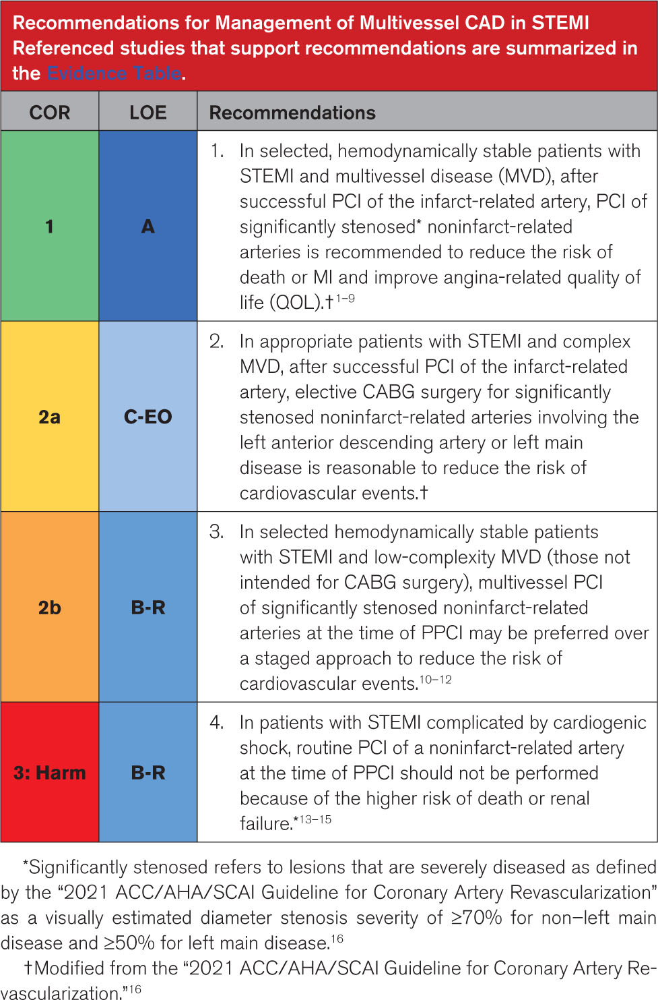 Recommendations for Management of Multivessel CAD in STEMI
Referenced studies that support recommendations are summarized in
the Evidence Table.
COR LOE Recommendations
1 A 1. In selected, hemodynamically stable patients with
STEMI and multivessel disease (MVD), after
successful PCI of the infarct-related artery, PCI of
significantly stenosed* noninfarct-related
arteries is recommended to reduce the risk of
death or MI and improve angina-related quality of
life (QOL).†1–9
2a C-EO 2. In appropriate patients with STEMI and complex
MVD, after successful PCI of the infarct-related
artery, elective CABG surgery for significantly
stenosed noninfarct-related arteries involving the
left anterior descending artery or left main
disease is reasonable to reduce the risk of
cardiovascular events.†
2b B-R 3. In selected hemodynamically stable patients
with STEMI and low-complexity MVD (those not
intended for CABG surgery), multivessel PCI
of significantly stenosed noninfarct-related
arteries at the time of PPCI may be preferred over
a staged approach to reduce the risk of
cardiovascular events.10–12
3: Harm B-R 4. In patients with STEMI complicated by cardiogenic
shock, routine PCI of a noninfarct-related artery
at the time of PPCI should not be performed
because of the higher risk of death or renal
failure.*13–15
*Significantly stenosed refers to lesions that are severely diseased as defined
by the “2021 ACC/AHA/SCAI Guideline for Coronary Artery Revascularization”
as a visually estimated diameter stenosis severity of ≥70% for non–left main
disease and ≥50% for left main disease.16
†Modified from the “2021 ACC/AHA/SCAI Guideline for Coronary Artery Re-
vascularization.”16